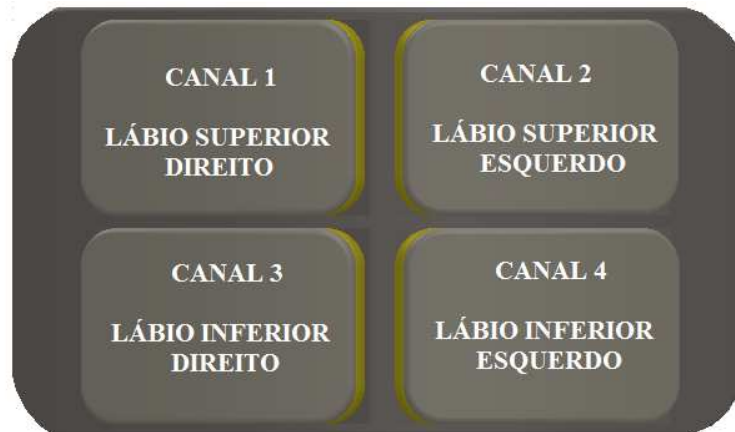 CANAL 1
LÁBIO SUPERIOR
DIREITO
CANAL 2
LÁBIO SUPERIOR
ESQUERDO
CANAL 3
LÁBIO INFERIOR
DIREITO
CANAL 4
LÁBIO INFERIOR
ESQUERDO